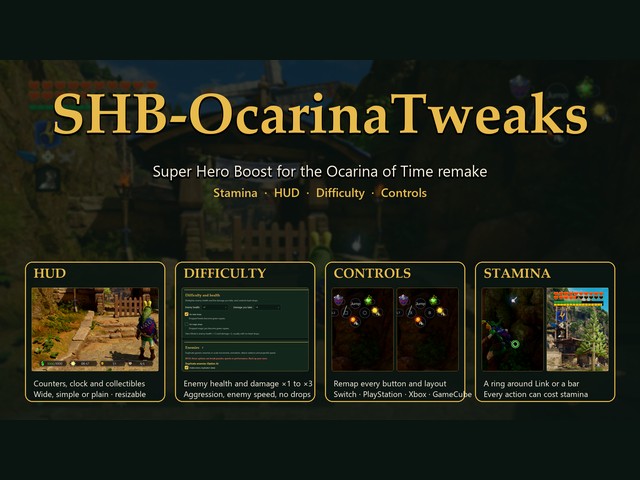 SHB-OcarinaTweaks
Super Hero Boost for the Ocarina of Time remake
Stamina · HUD · Difficulty · Controls
HUD
Counters, clock and collectibles
Wide, simple or plain · resizable
DIFFICULTY
Difficulty and health
Enemy health and damage ×1 to ×3
Aggression, enemy speed, no drops
CONTROLS
Remap every button and layout
Switch · PlayStation · Xbox · GameCube
STAMINA
A ring around Link or a bar
Every action can cost stamina